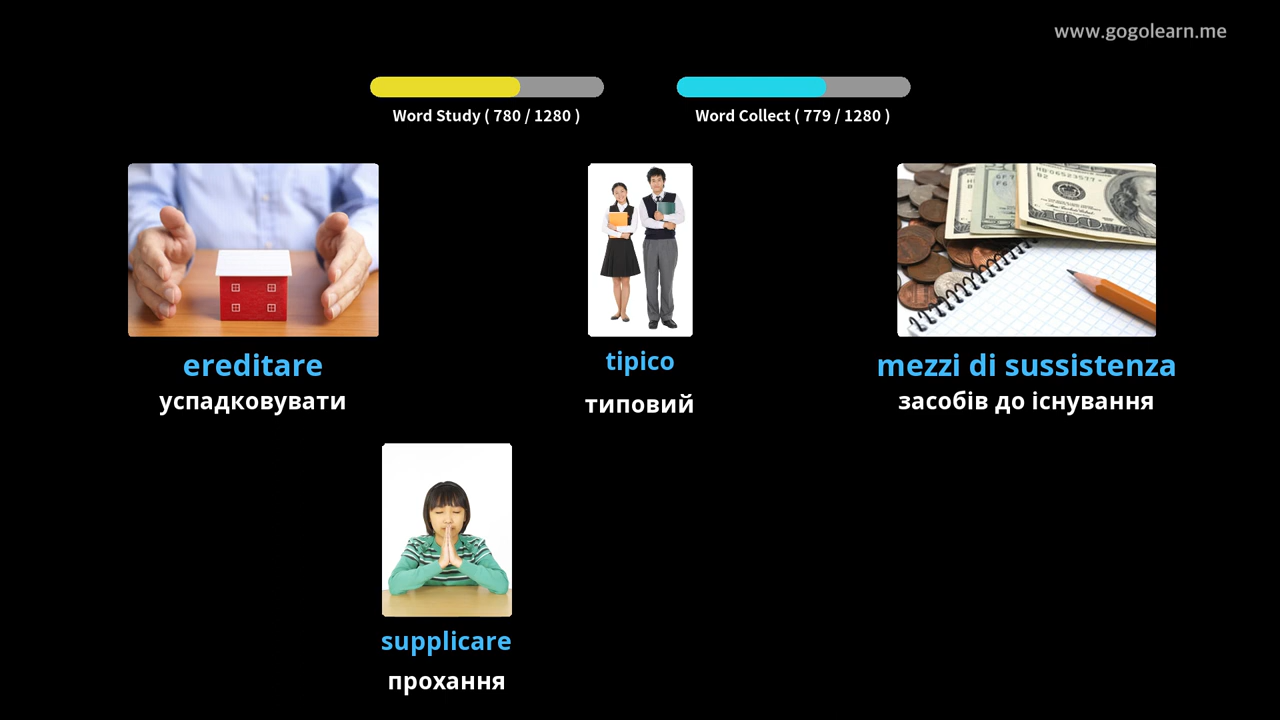 www.gogolearn.me
Word Study ( 780 / 1280 )
Word Collect ( 779 / 1280 )
ereditare
успадковувати
tipico
типовий
mezzi di sussistenza
засобів до існування
supplicare
прохання